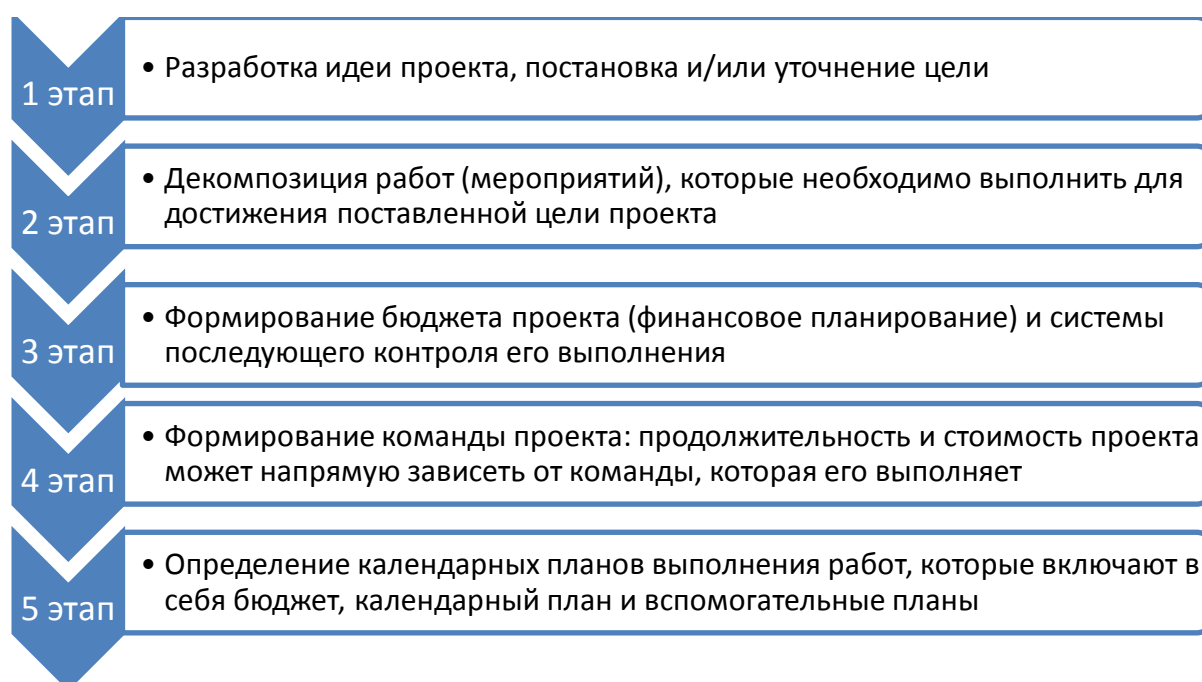 1 этап
• Разработка идеи проекта, постановка и/или уточнение цели
2 этап
• Декомпозиция работ (мероприятий), которые необходимо выполнить для
достижения поставленной цели проекта
3 этап
• Формирование бюджета проекта (финансовое планирование) и системы
последующего контроля его выполнения
4 этап
• Формирование команды проекта: продолжительность и стоимость проекта
может напрямую зависеть от команды, которая его выполняет
5 этап
• Определение календарных планов выполнения работ, которые включают в
себя бюджет, календарный план и вспомогательные планы